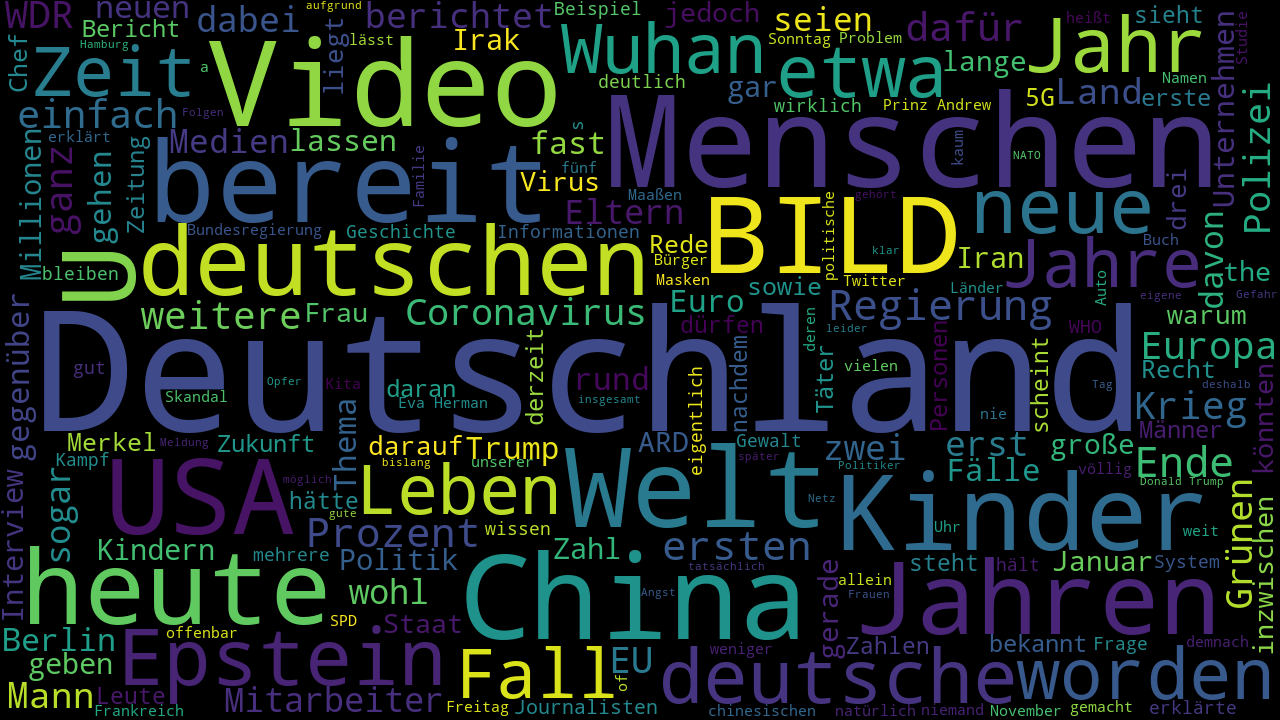 WDR
neuen
Bericht
Hamburg
dabei
aufgrund
berichtet
Beispiel
jedoch
seien
dafür
heißt
sieht
Studie
Chef
Zeit
a
Video
liegt
lässt
Irak
Wuhan
deutlich
Sonntag
Problem
etwa
lange
Jahr
Namen
Unternehmen
einfach
Folgen
gar
wirklich
Prinz Andrew
5G
Land
erste
Polizei
Millionen
erklärt
ganz
gehen
Zeitung
Medien
lassen
bereit
Familie
fast
s
fünf
Virus
Maaßen
Menschen
kaum
NATO
drei
Eltern
BILD
politische
gehört
neue
davon
Bundesregierung
Geschichte
Informationen
Rede
Bürger
Masken
klar
Twitter
Iran
Jahre
Buch
the
bleiben
u
deutschen
sowie
Länder
Auto
eigene
Gefahr
weitere
Frau
Coronavirus
Euro
dürfen
Regierung
deren
leider
WHO
warum
gegenüber
gut
Deutschland
Europa
Skandal
Opfer
Kita
daran
Eva Herman
derzeit
rund
insgesamt
eigentlich
nachdem
Täter
vielen
Personen
nie
scheint
Tag
Recht
deshalb
Krieg
könnten
Merkel
Meldung
Zukunft
Thema
darauf
Trump
ARD
Gewalt
später
zwei
erst
große
Männer
Kampf
USA
möglich
bislang
unserer
Politiker
Fälle
völlig
Ende
Donald Trump
Interview
sogar
hätte
gute
Leben
Welt
Netz
Kinder
Grünen
Kindern
mehrere
Prozent
Politik
wissen
Zahl
ersten
Uhr
weit
inzwischen
heute
wohl
China
tatsächlich
Angst
gerade
allein
Frauen
steht
hält
Januar
System
Jahren
Berlin
offenbar
SPD
Staat
geben
Epstein
Fall
EU
of
weniger
Zahlen
bekannt
Frage
demnach
Mann
Leute
Frankreich
Mitarbeiter
Freitag
Journalisten
deutsche
chinesischen
natürlich
niemand
November
gemacht
worden
erklärte